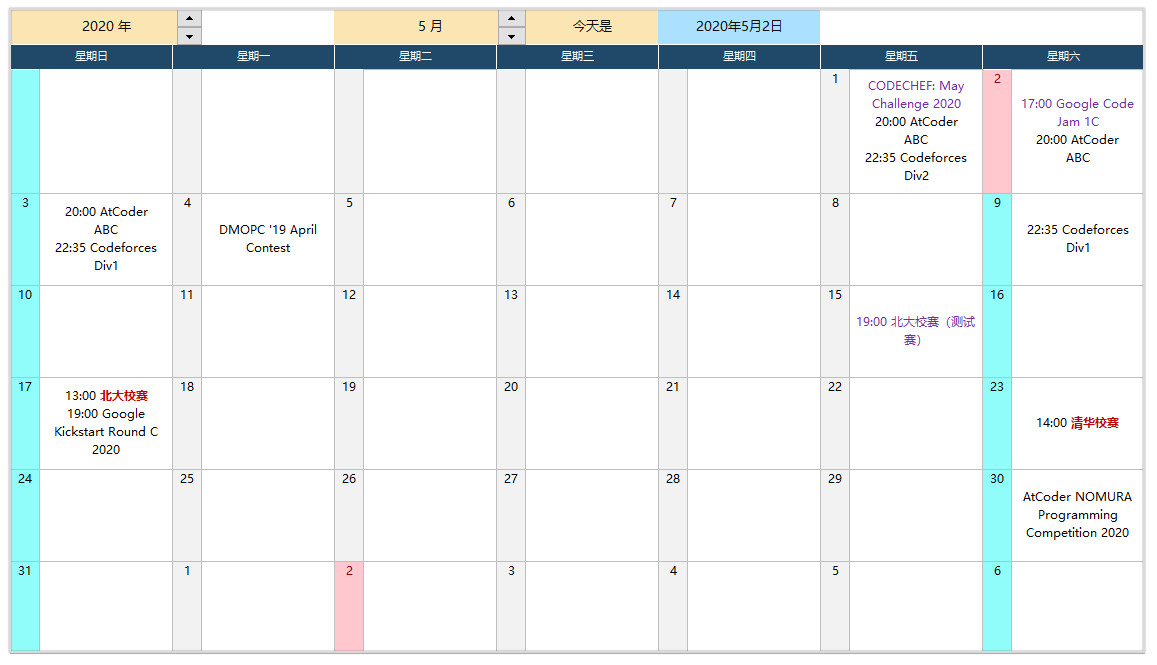 2020 年
5 月
今天是
2020年5月2日
星期日
星期一
星期二
星期三
星期四
星期五
星期六
1
CODECHEF: May
Challenge 2020
20:00 AtCoder
ABC
22:35 Codeforces
Div2
2
17:00 Google Code
Jam 1C
20:00 AtCoder
ABC
3
20:00 AtCoder
ABC
22:35 Codeforces
Div1
4
DMOPC '19 April
Contest
5
6
7
8
9
22:35 Codeforces
Div1
10
11
12
13
14
15
19:00 北大校赛（测试
赛）
16
17
13:00 北大校赛
19:00 Google
Kickstart Round C
2020
18
19
20
21
22
23
14:00 清华校赛
24
25
26
27
28
29
30
AtCoder NOMURA
Programming
Competition 2020
31
1
2
3
4
5
6